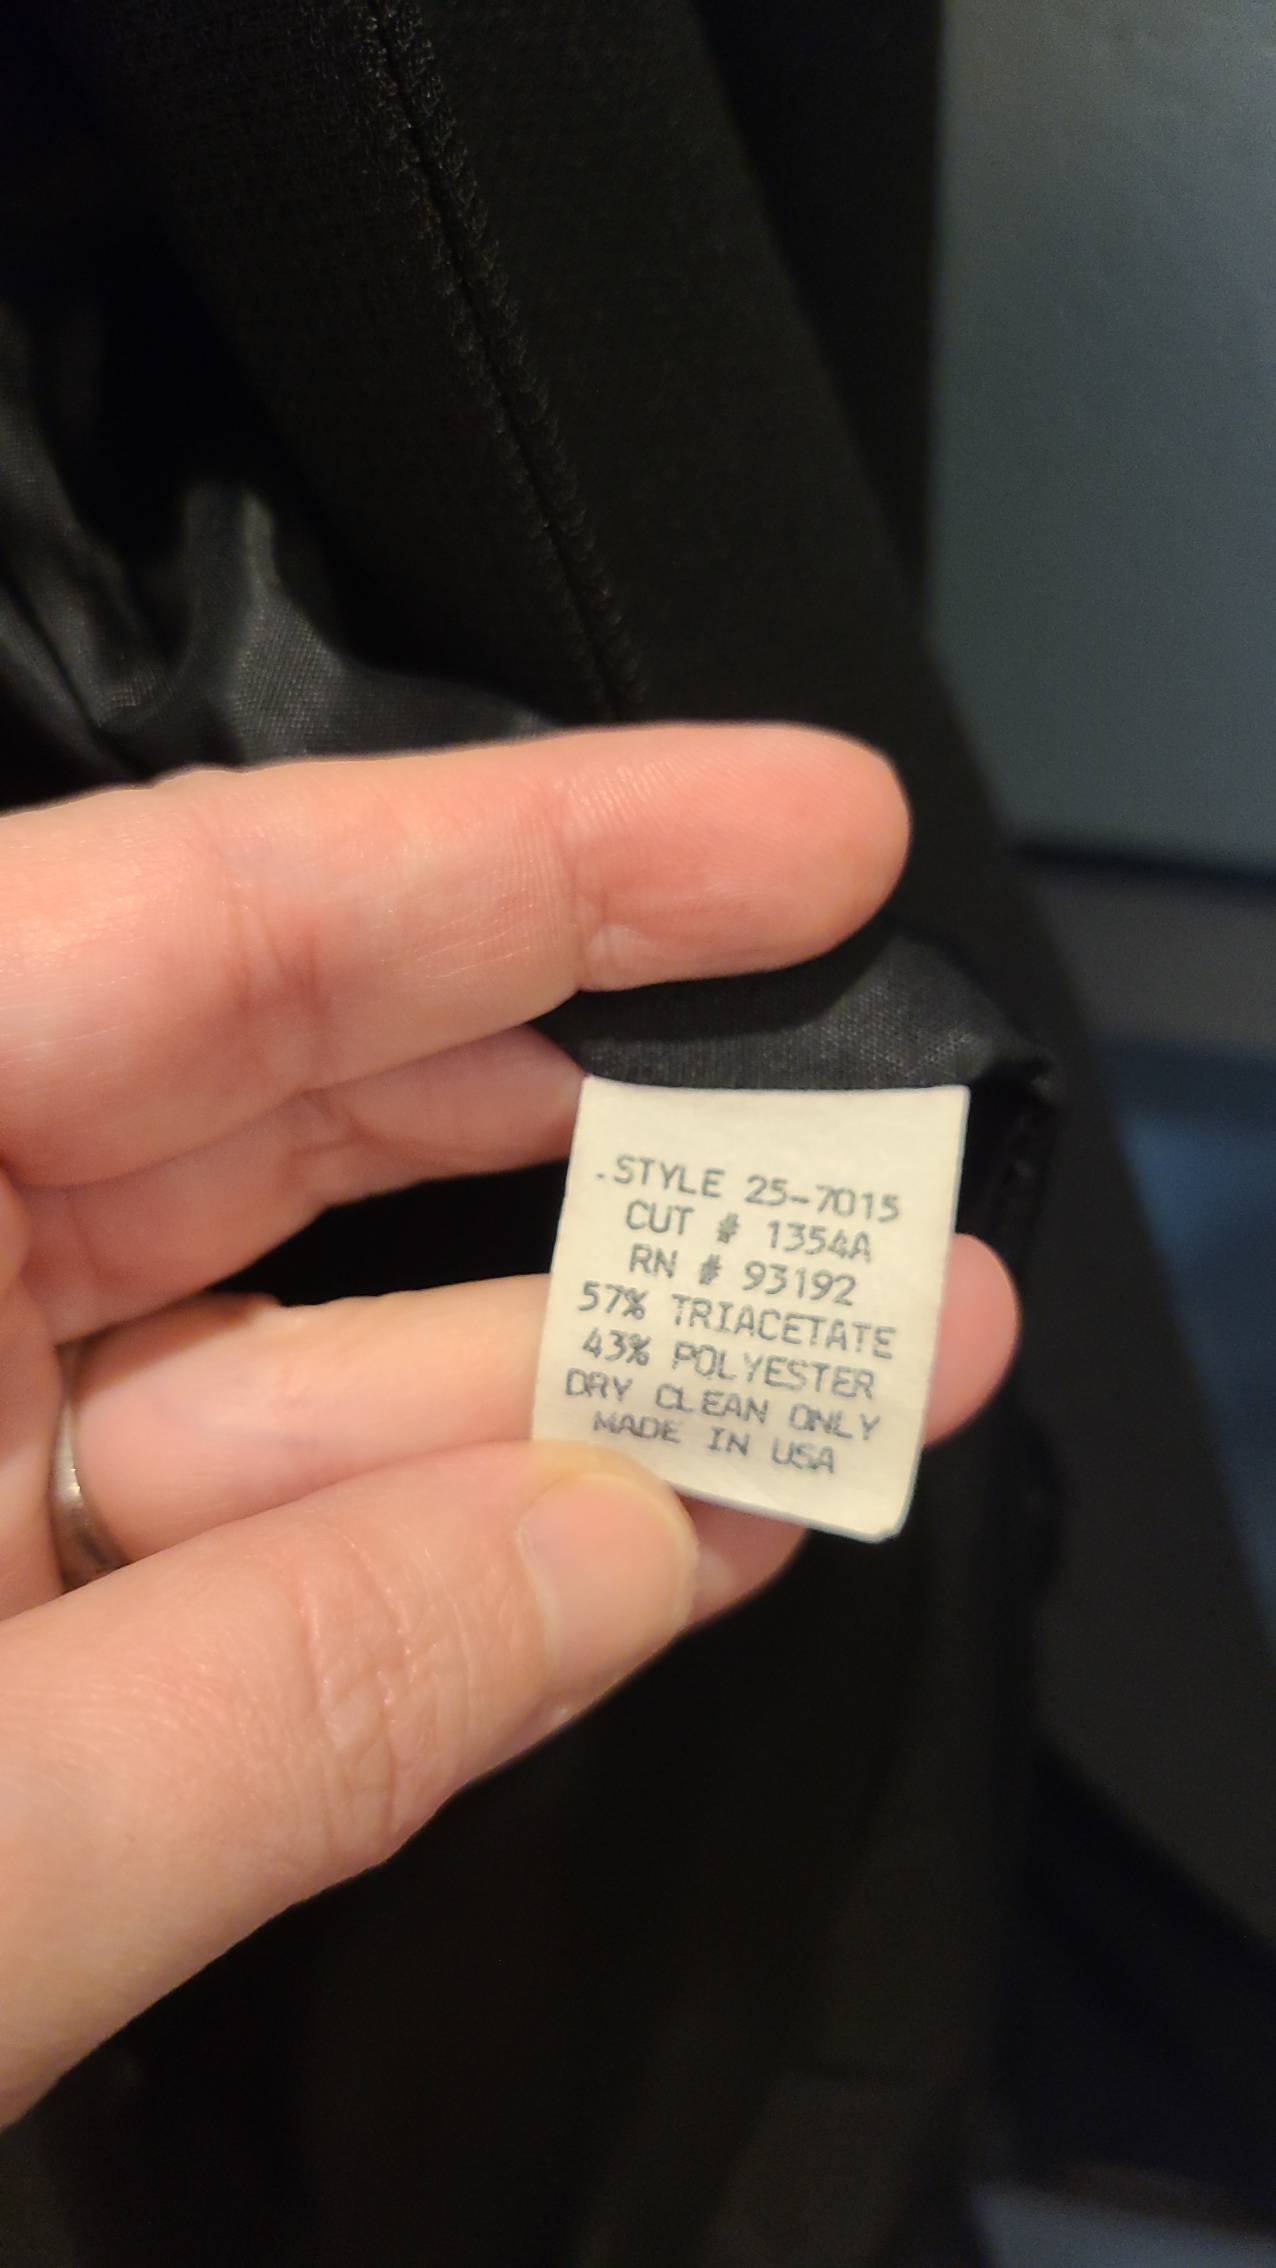 .STYLE 25-7015
CUT # 1354A
RN # 93192
57% TRIACETATE
43% POLYESTER
DRY CLEAN ONLY
MADE IN USA